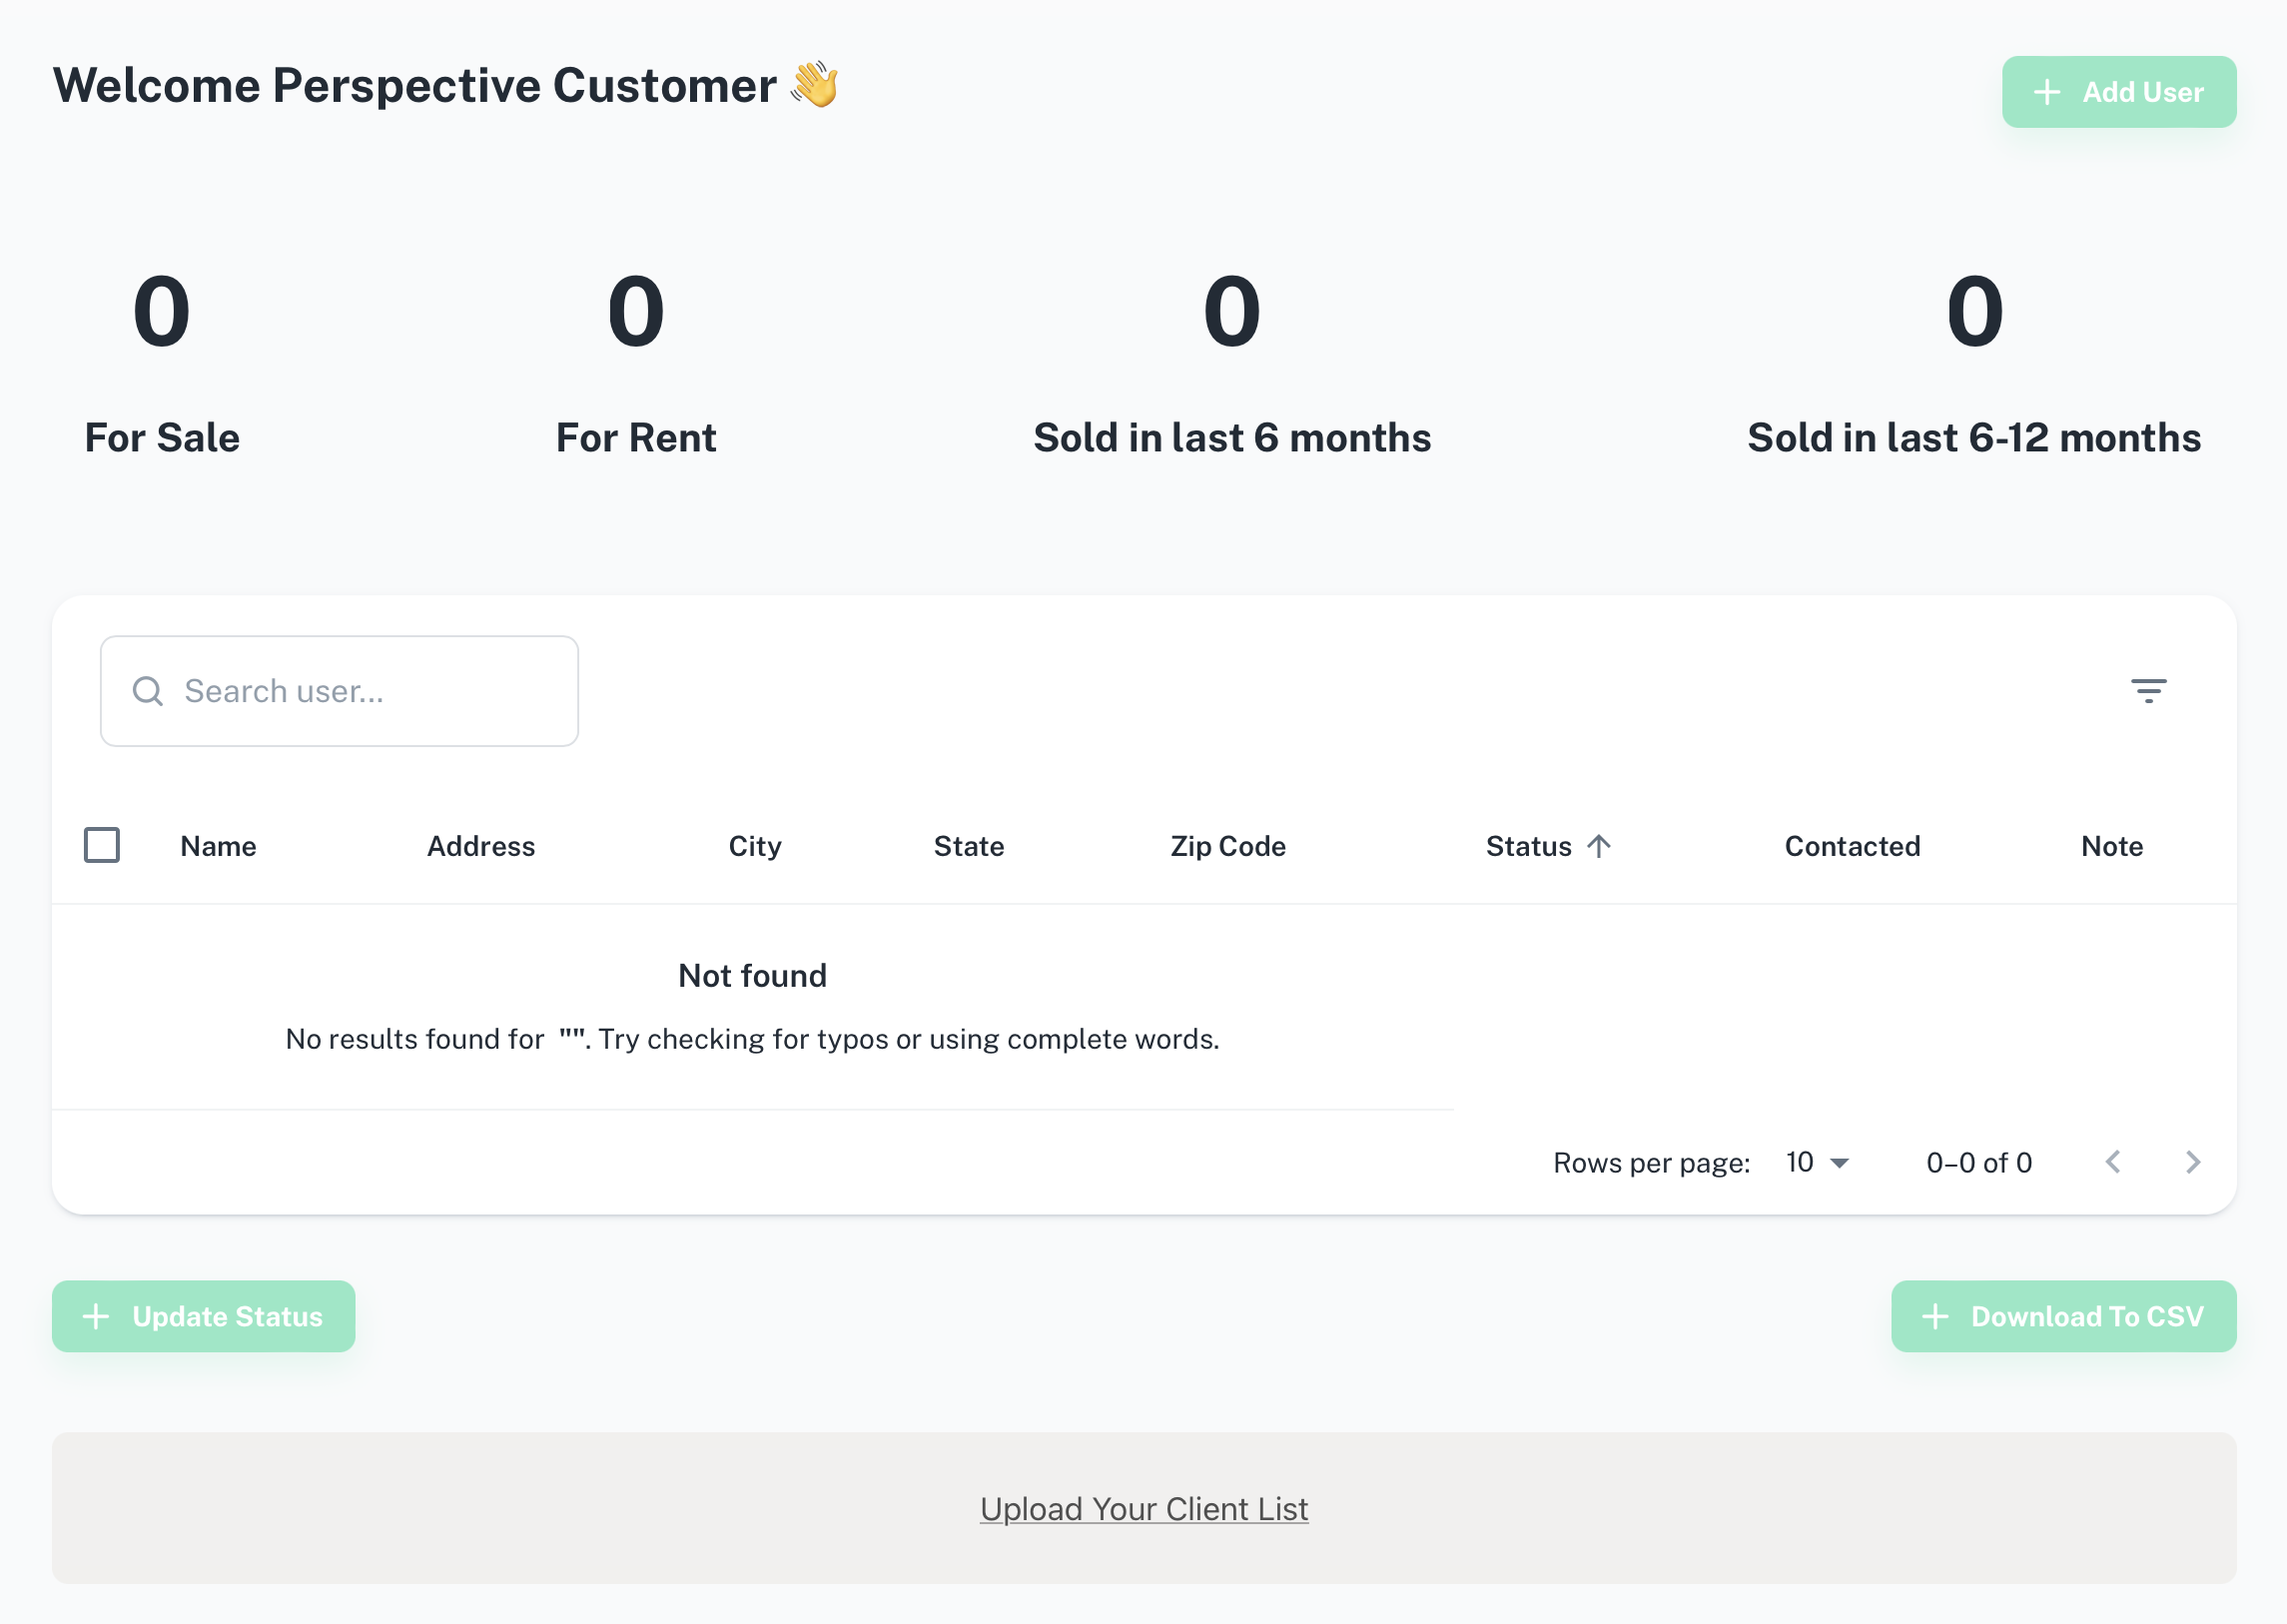 Welcome Perspective Customer 👋
Add User
0 0 0 0
For Sale For Rent Sold in last 6 months Sold in last 6-12 months
Search user...
Name Address City State Zip Code Status Contacted Note
Not found
No results found for "". Try checking for typos or using complete words.
Rows per page: 10 0–0 of 0
Update Status Download To CSV
Upload Your Client List